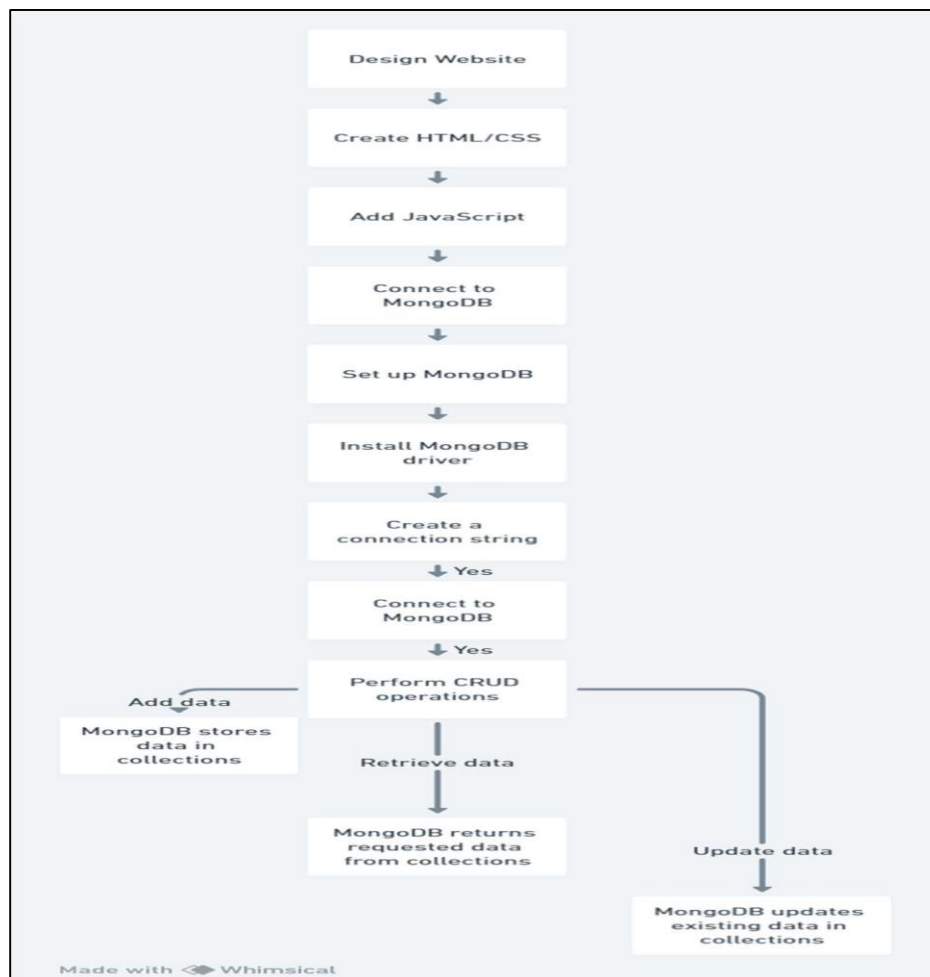 Design Website
Create HTML/CSS
Add JavaScript
Connect to
MongoDB
Set up MongoDB
Install MongoDB
driver
Create a
connection string
Yes
Connect to
MongoDB
Yes
Perform CRUD
operations
Add data
MongoDB stores
data in
collections
Retrieve data
MongoDB returns
requested data
from collections
Update data
MongoDB updates
existing data in
collections
Made with Whimsical